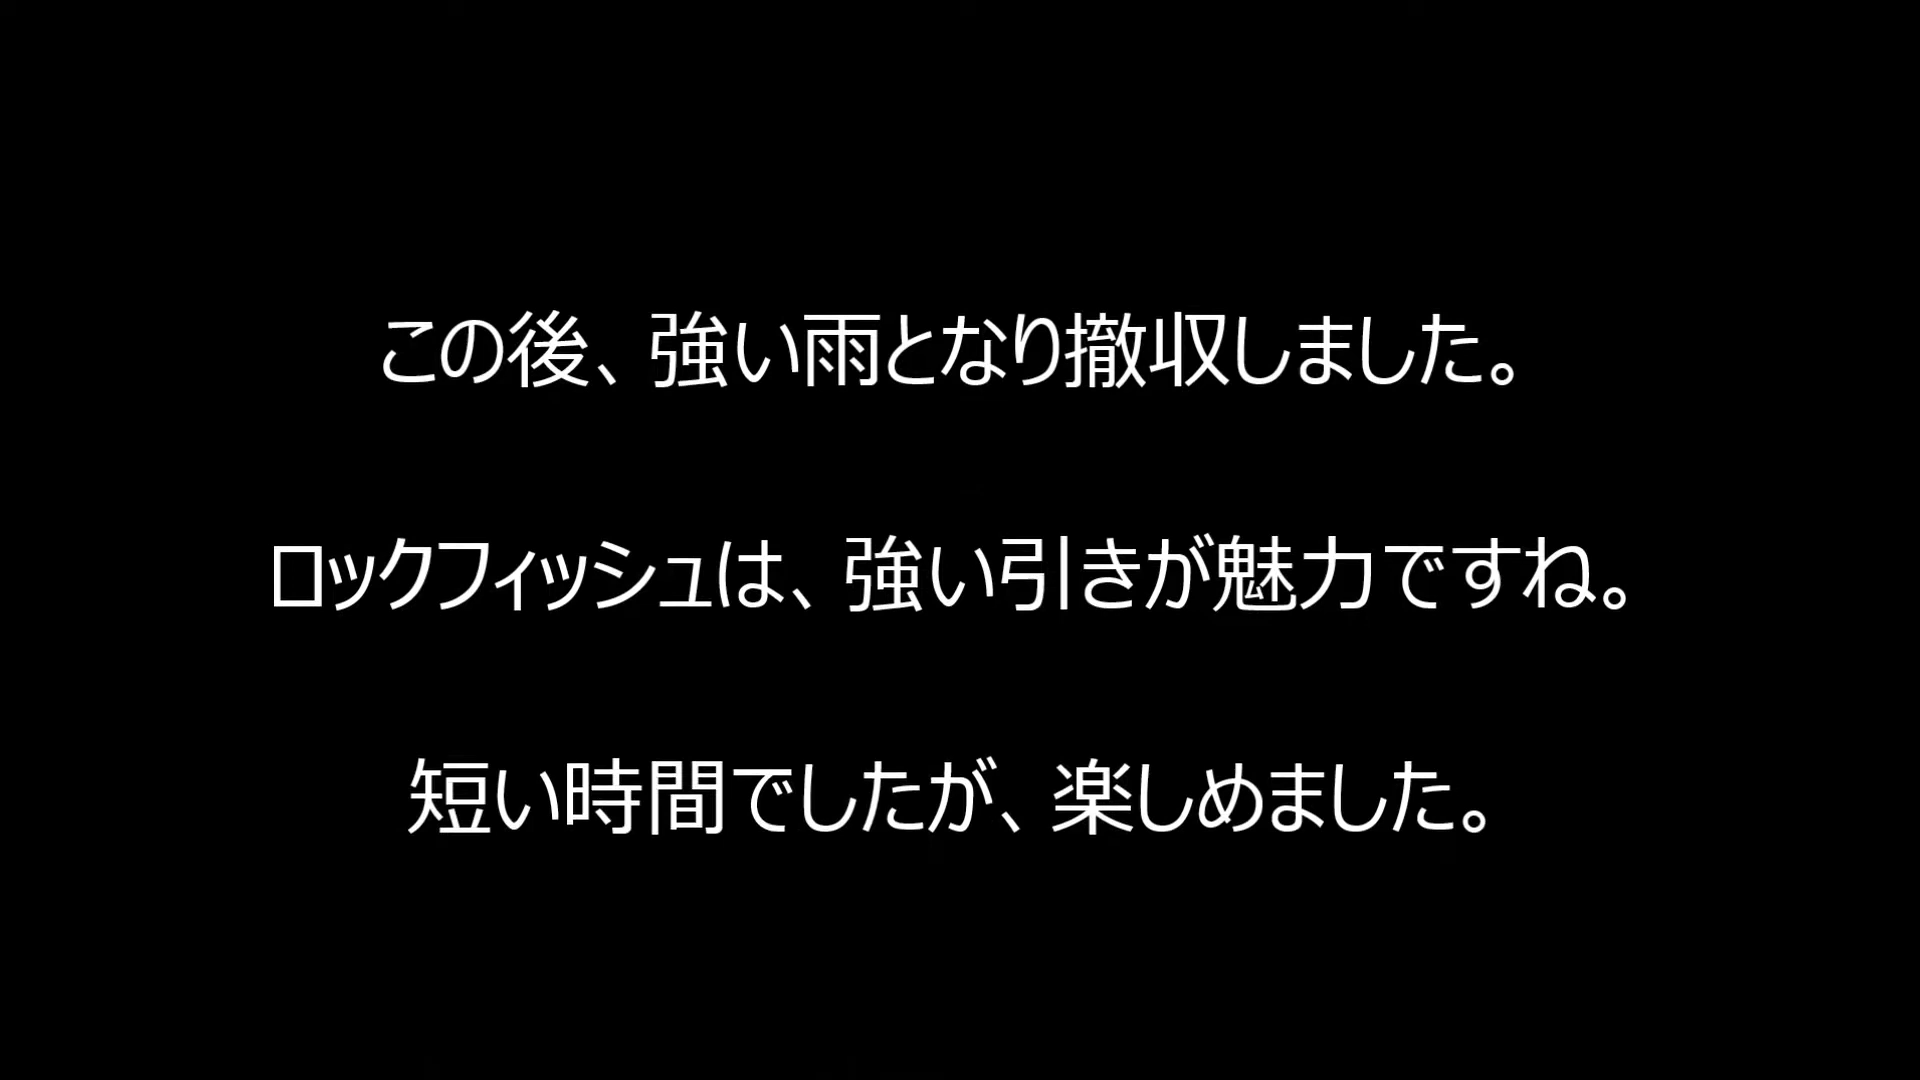 この後、強い雨となり撤収しました。
ロックフィッシュは、強い引きが魅力ですね。
短い時間でしたが、楽しめました。